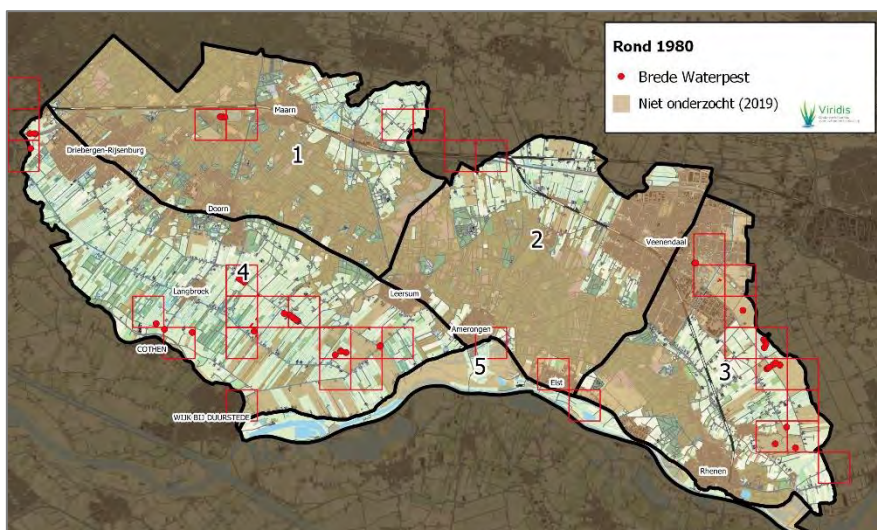 Rond 1980
Brede Waterpest
Niet onderzocht (2019)
Viridis
Maarn
Driebergen-Rijsenburg
1
Doorn
2
Veenendaal
4
Langbroek
Leersum
Amerongen
COTHEN
5
3
Elst
WIJK BIJ DUURSTEDE
Rhenen